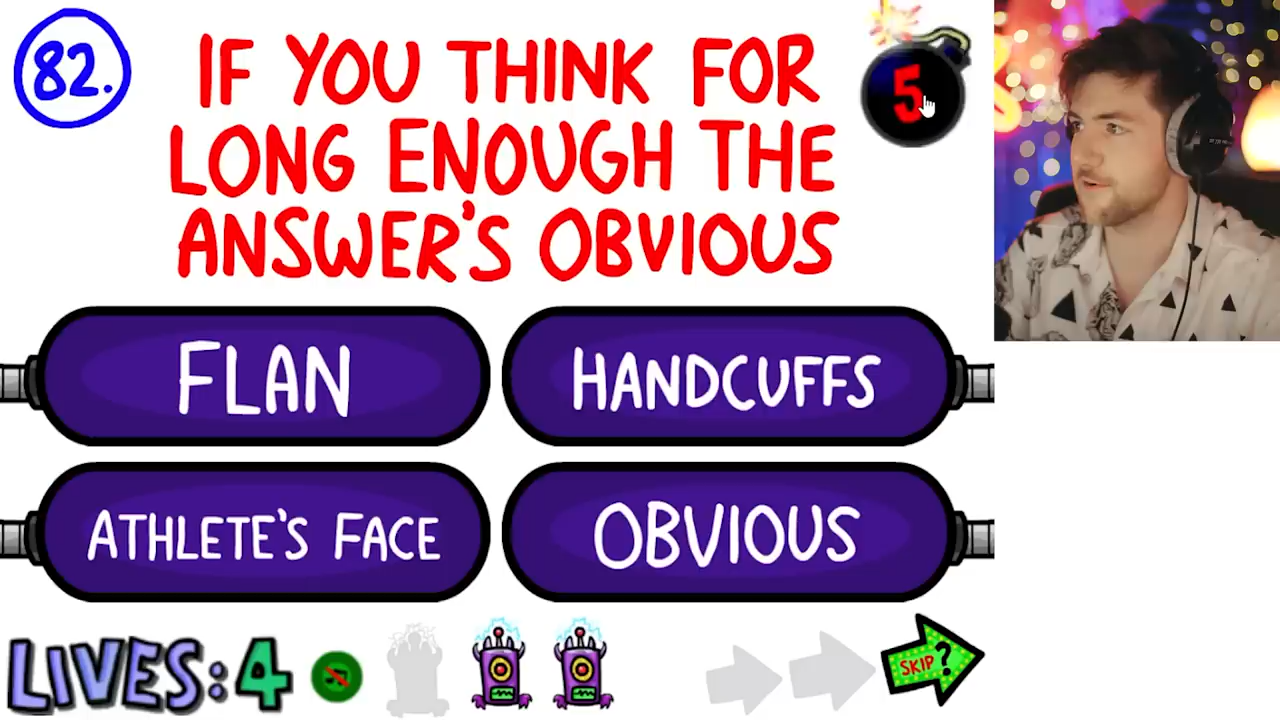 82.
IF YOU THINK FOR
LONG ENOUGH THE
ANSWER'S OBVIOUS
5
FLAN
HANDCUFFS
ATHLETE'S FACE
OBVIOUS
LIVES:4
SKIP?